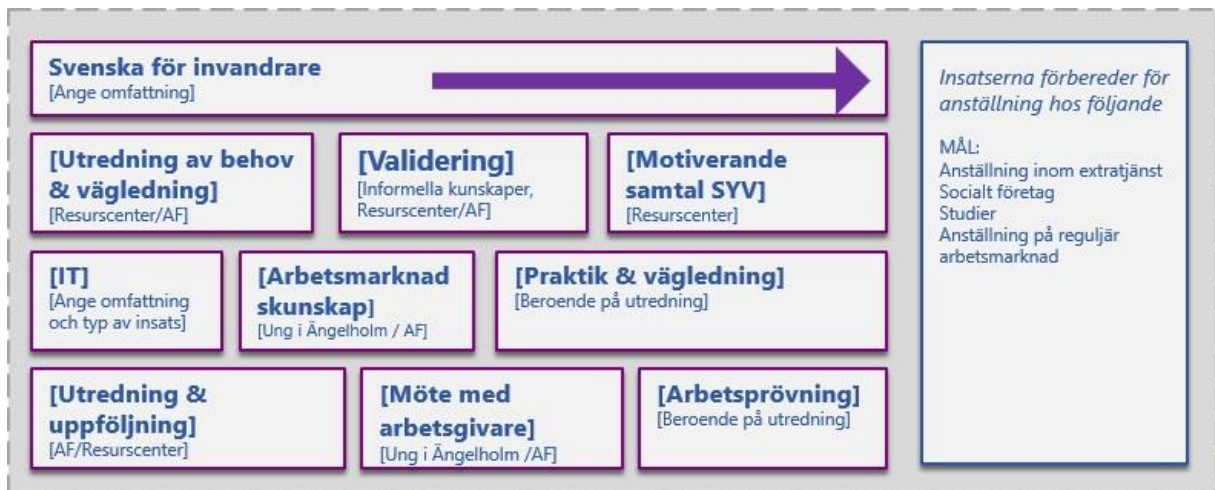 Svenska för invandrare
[Ange omfattning]
[Utredning av behov
& vägledning]
[Resurscenter/AF]
[Validering]
[Informella kunskaper,
Resurscenter/AF]
[Motiverande
samtal SYV]
[Resurscenter]
[IT]
[Ange omfattning
och typ av insats]
[Arbetsmarknad
skunskap]
[Ung i Ängelholm / AF]
[Praktik & vägledning]
[Beroende på utredning]
[Utredning &
uppföljning]
[AF/Resurscenter]
[Möte med
arbetsgivare]
[Ung i Ängelholm /AF]
[Arbetsprövning]
[Beroende på utredning]
Insatserna förbereder för
anställning hos följande
MÅL:
Anställning inom extratjänst
Socialt företag
Studier
Anställning på reguljär
arbetsmarknad